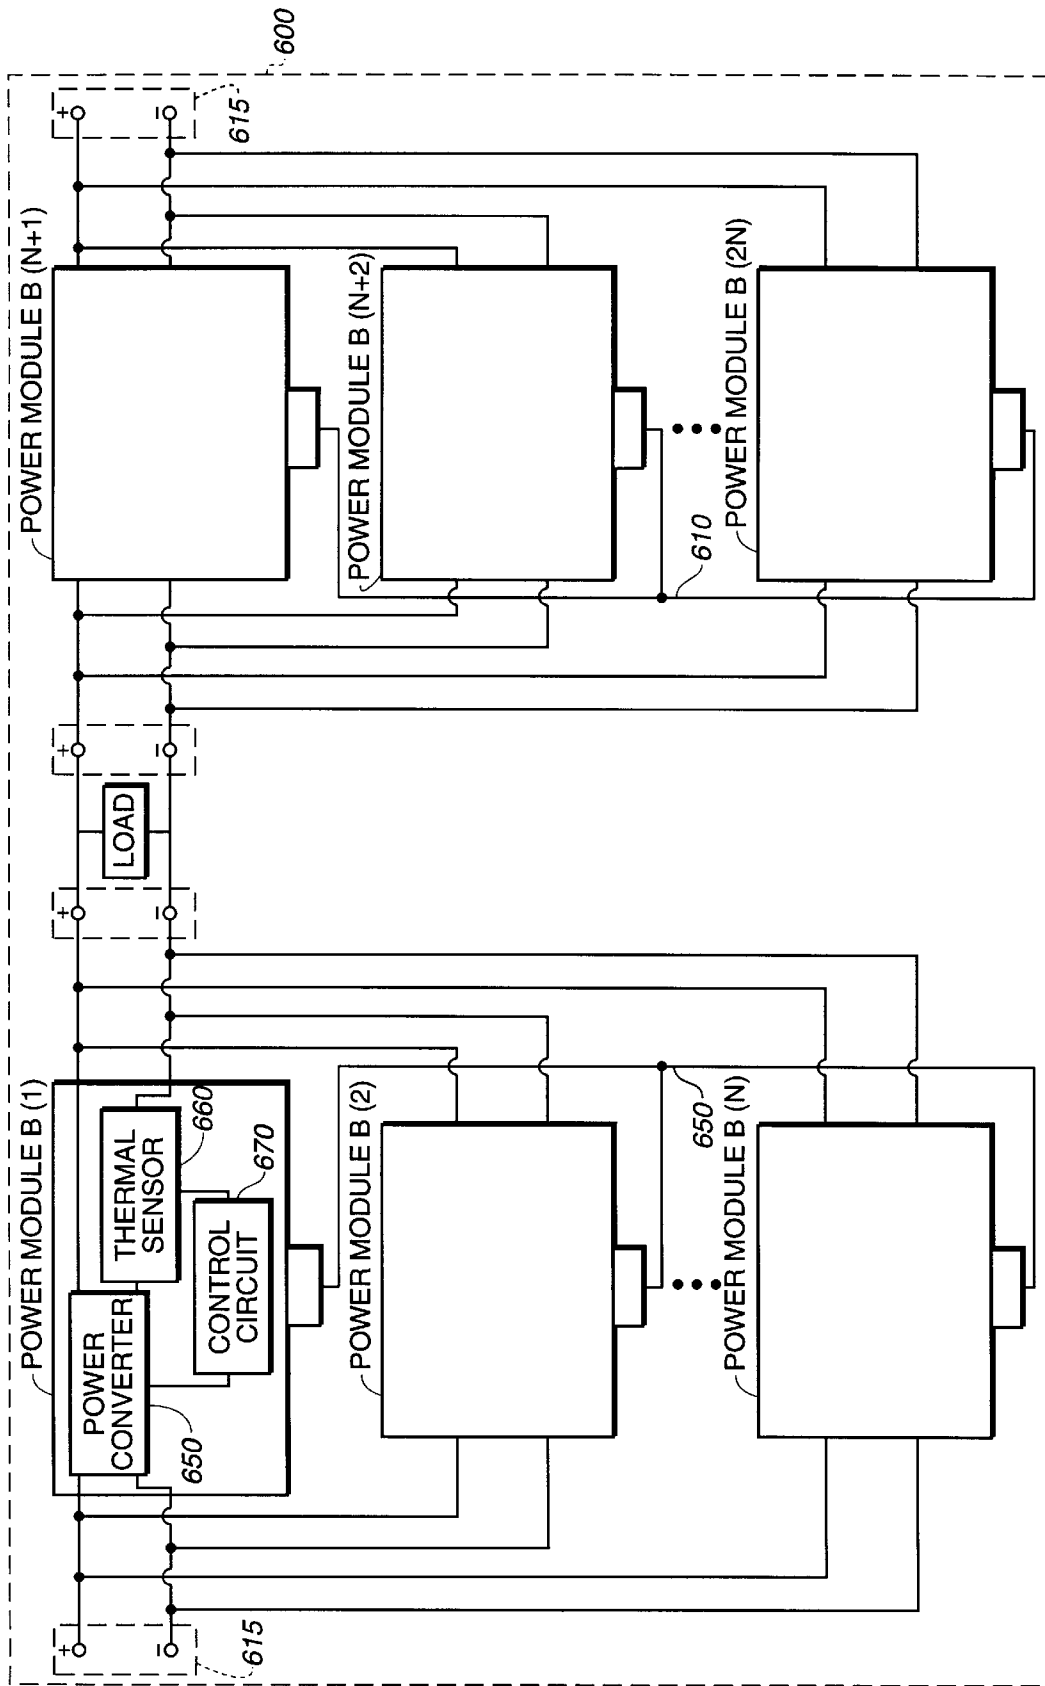 600
+
−
615
+
−
615
POWER MODULE B (1)
POWER
CONVERTER
650
THERMAL
SENSOR
660
CONTROL
CIRCUIT
670
+
−
LOAD
+
−
POWER MODULE B (N+1)
POWER MODULE B (2)
650
POWER MODULE B (N+2)
610
POWER MODULE B (N)
POWER MODULE B (2N)